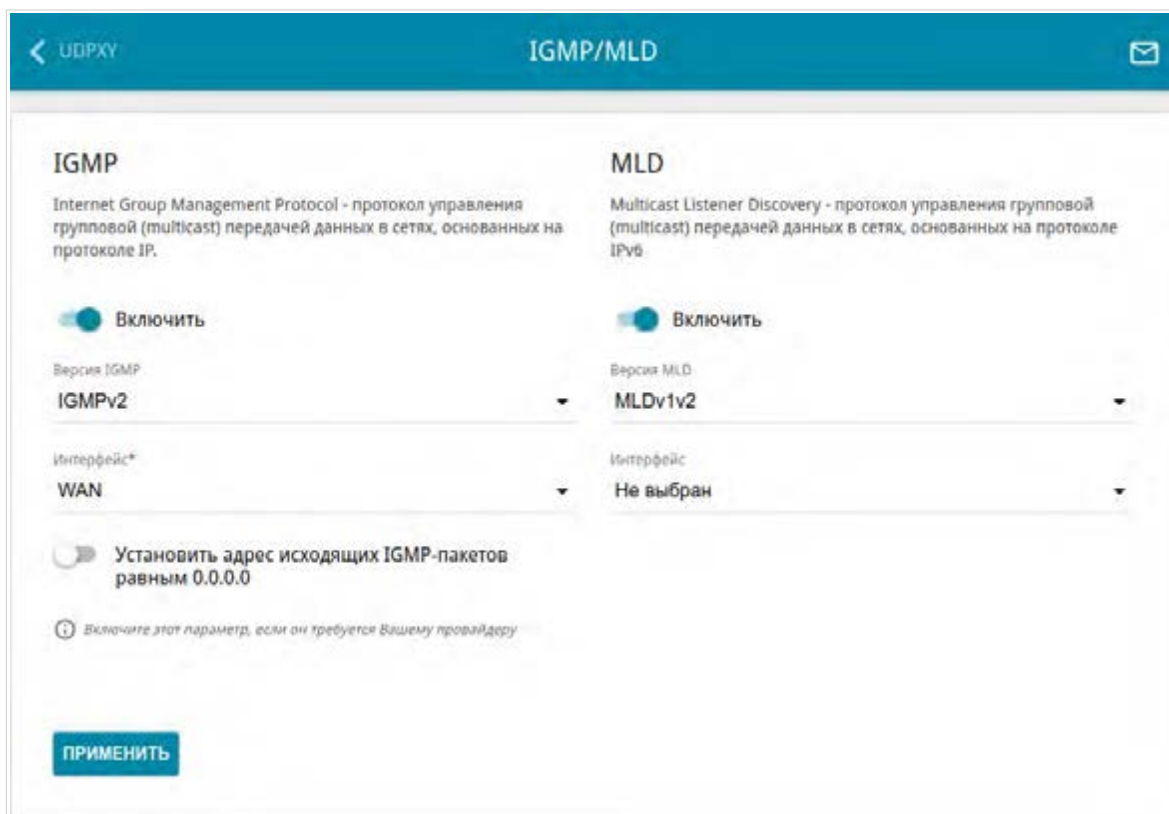 UDPXY
IGMP/MLD
IGMP
Internet Group Management Protocol - протокол управления
групповой (multicast) передачей данных в сетях, основанных на
протоколе IP.
Включить
Версия IGMP
IGMPv2
Интерфейс*
WAN
Установить адрес исходящих IGMP-пакетов
равным 0.0.0.0
Включите этот параметр, если он требуется Вашему провайдеру
ПРИМЕНИТЬ
MLD
Multicast Listener Discovery - протокол управления групповой
(multicast) передачей данных в сетях, основанных на протоколе
IPv6
Включить
Версия MLD
MLDv1v2
Интерфейс
Не выбран